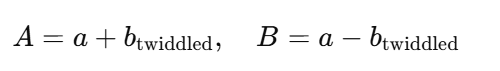 A = a + b_twiddled,   B = a − b_twiddled